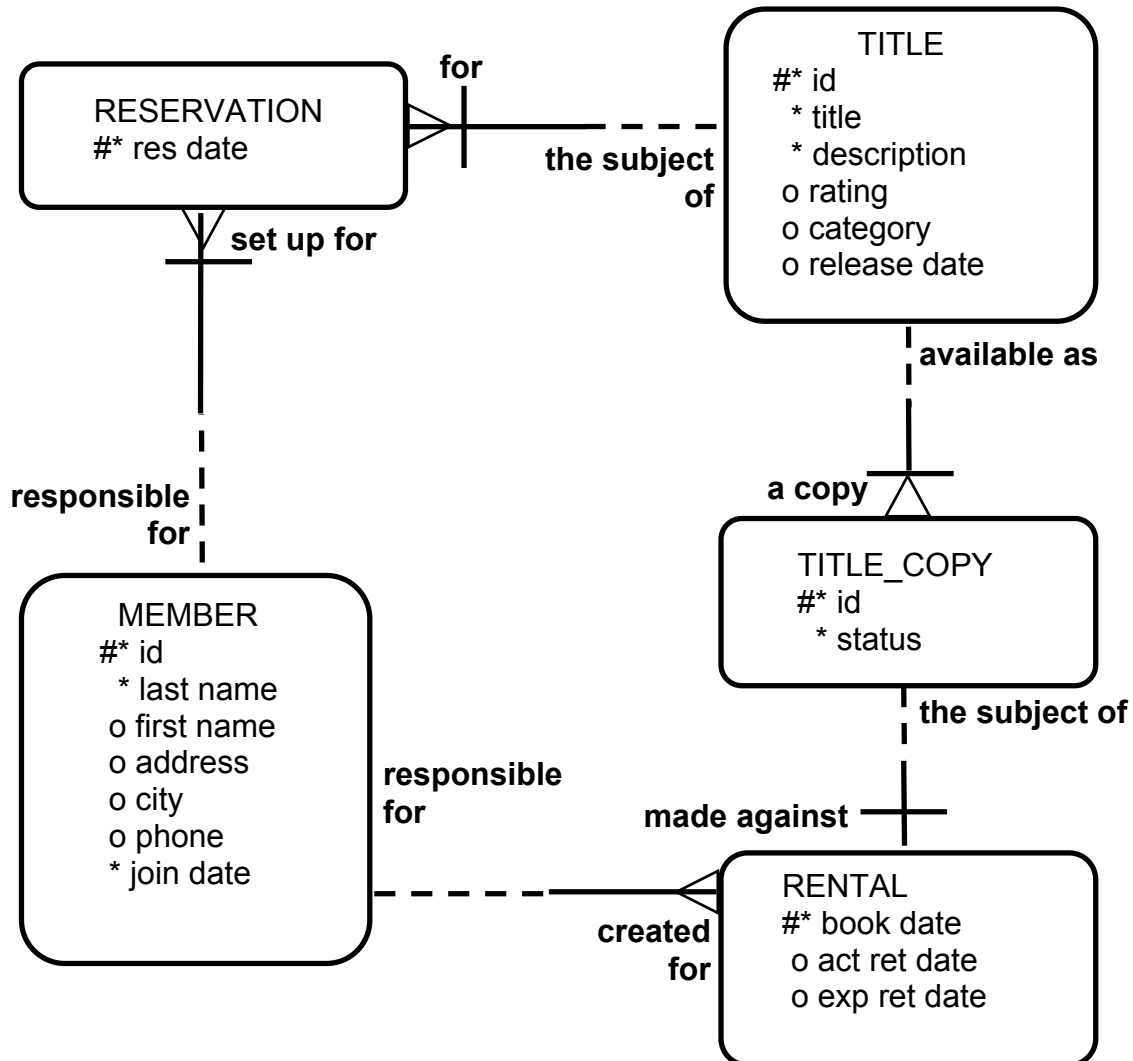 RESERVATION
#* res date
for
the subject
of
TITLE
#* id
* title
* description
o rating
o category
o release date
set up for
available as
responsible
for
a copy
TITLE_COPY
#* id
* status
MEMBER
#* id
* last name
o first name
o address
o city
o phone
* join date
responsible
for
the subject of
made against
created
for
RENTAL
#* book date
o act ret date
o exp ret date